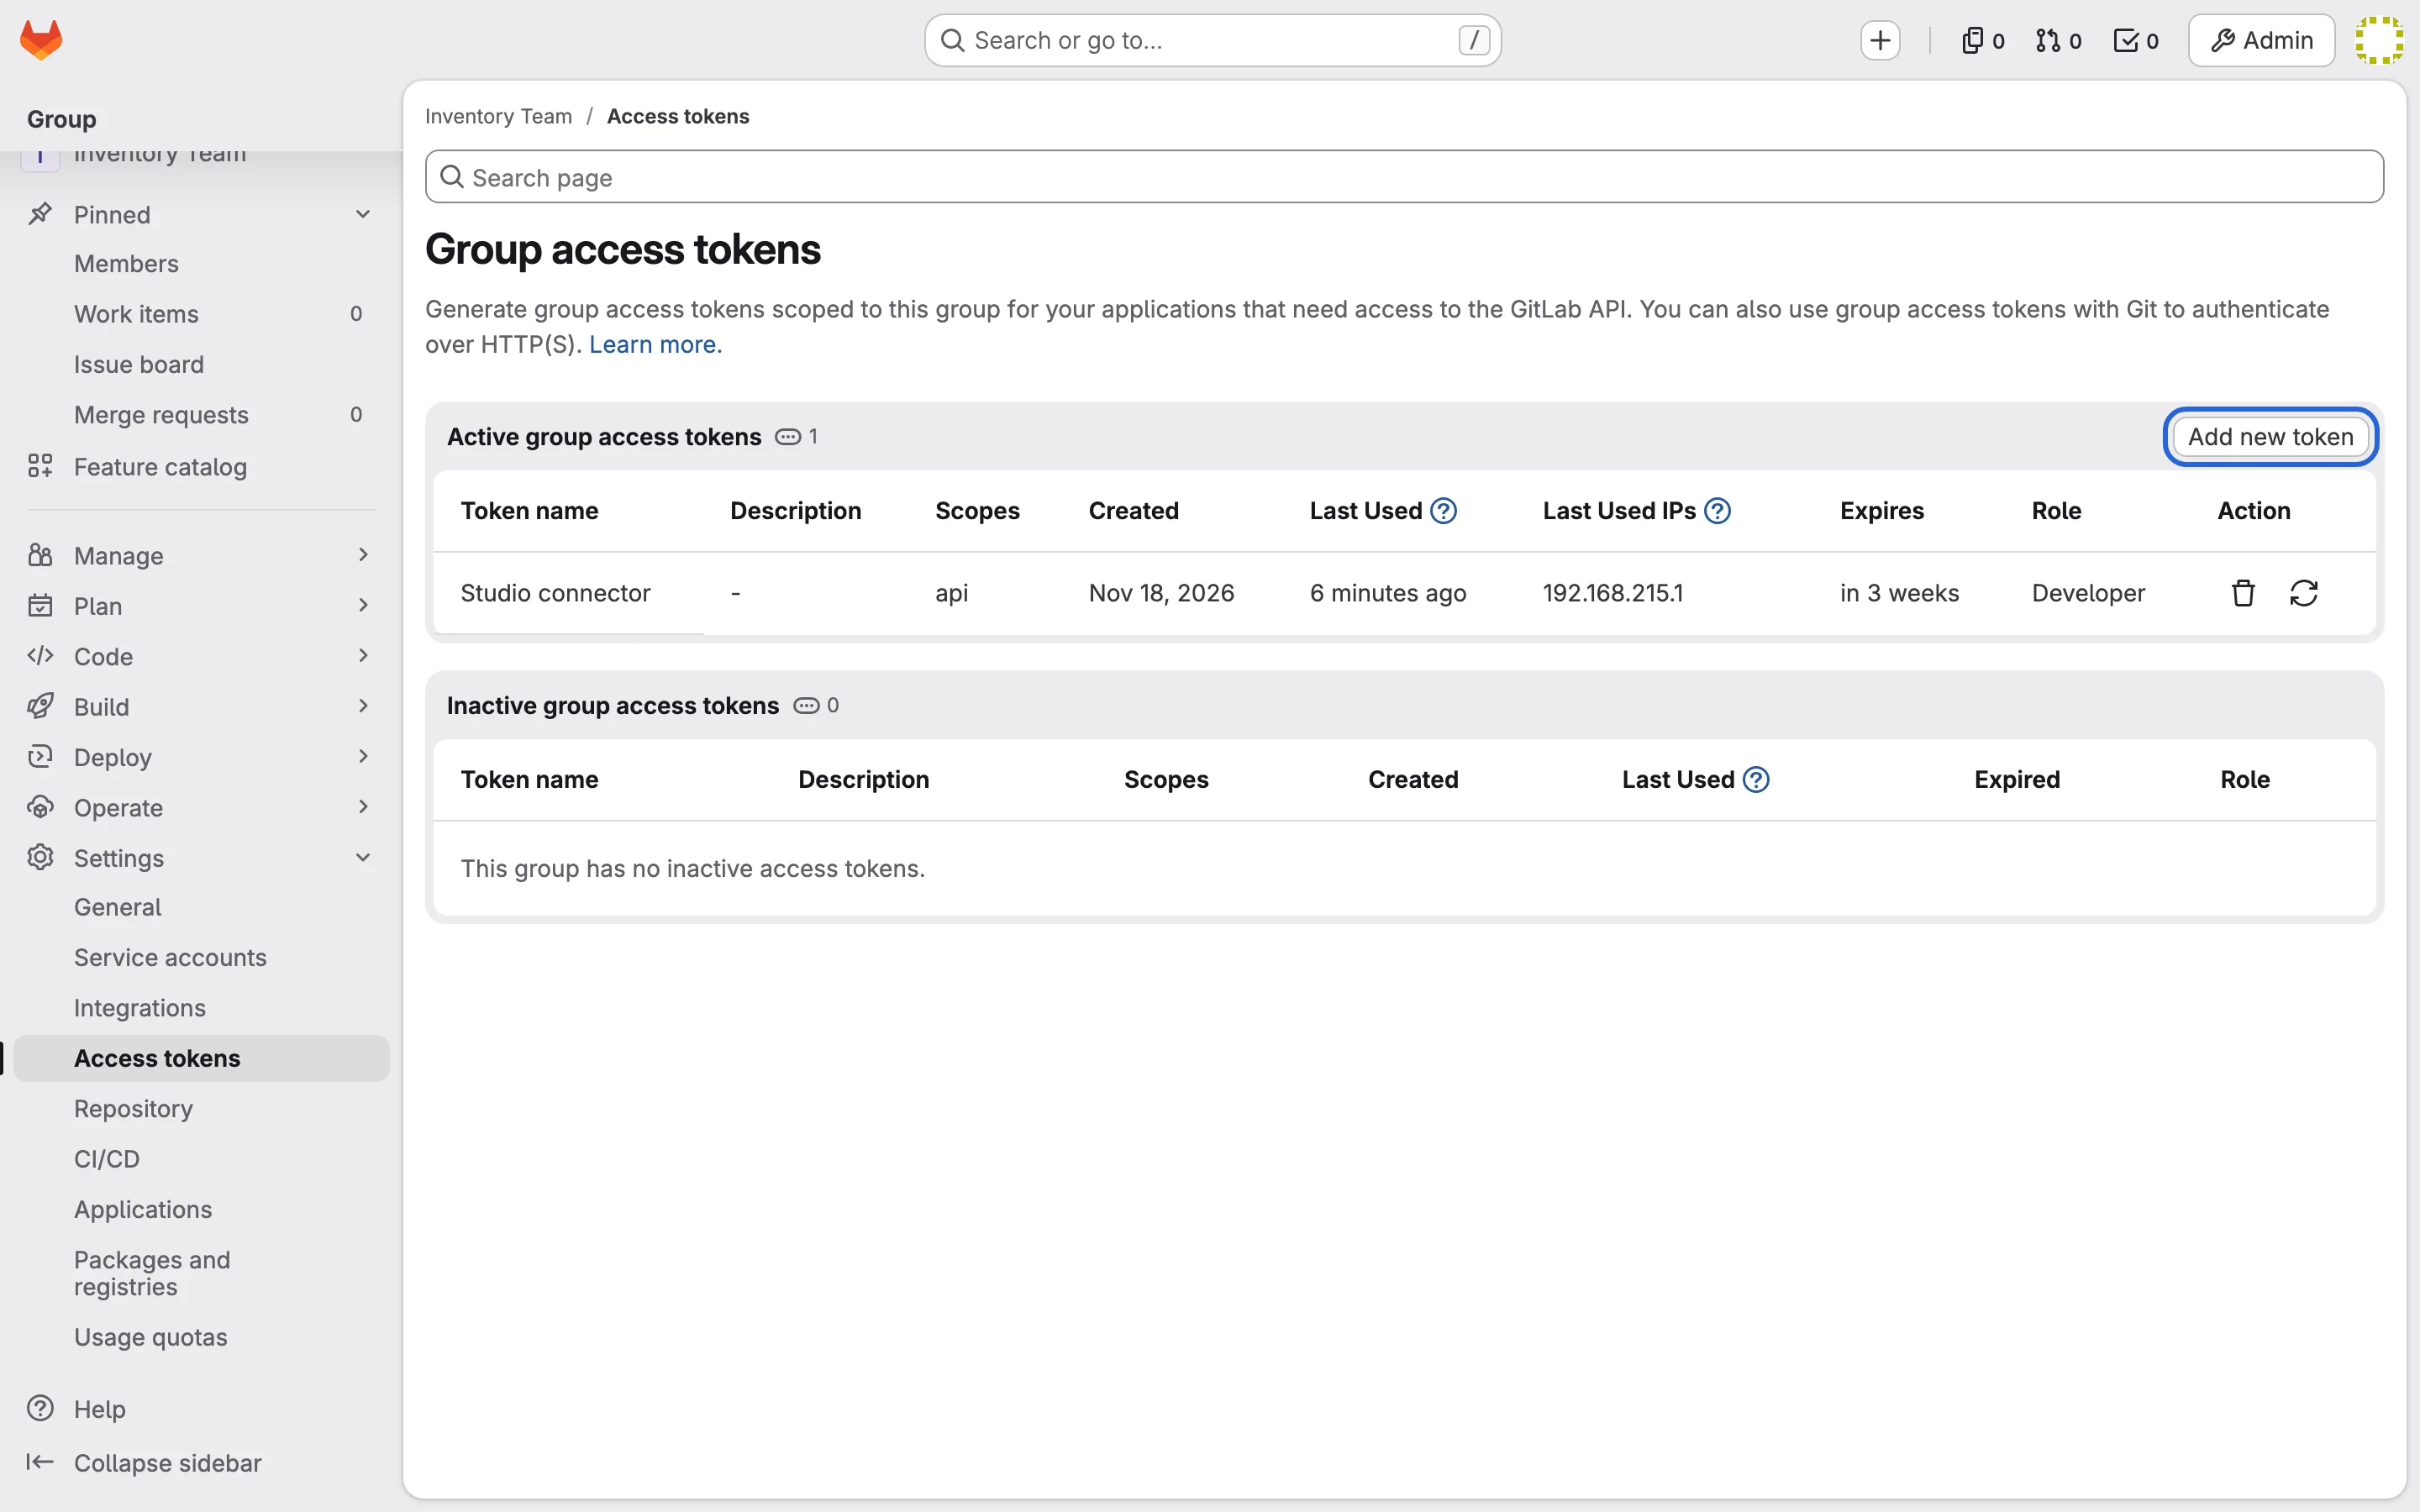 Search or go to...
/
0
0
0
Admin
Group
Inventory Team
Pinned
Members
Work items 0
Issue board
Merge requests 0
Feature catalog
Manage
Plan
Code
Build
Deploy
Operate
Settings
General
Service accounts
Integrations
Access tokens
Repository
CI/CD
Applications
Packages and
registries
Usage quotas
Help
Collapse sidebar
Inventory Team / Access tokens
Search page
Group access tokens
Generate group access tokens scoped to this group for your applications that need access to the GitLab API. You can also use group access tokens with Git to authenticate
over HTTP(S). Learn more.
Active group access tokens 1
Add new token
Token name Description Scopes Created Last Used ? Last Used IPs ? Expires Role Action
Studio connector - api Nov 18, 2026 6 minutes ago 192.168.215.1 in 3 weeks Developer
Inactive group access tokens 0
Token name Description Scopes Created Last Used ? Expired Role
This group has no inactive access tokens.